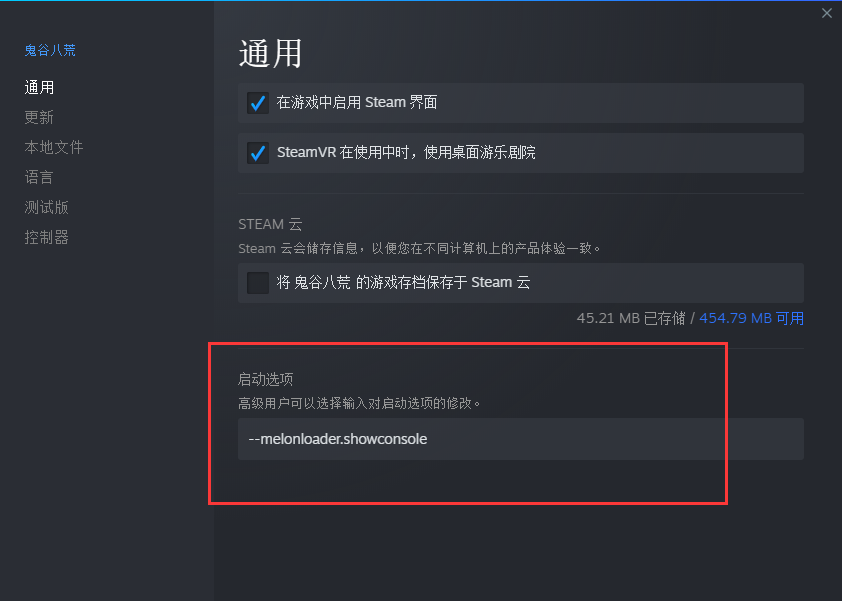 鬼谷八荒
通用
更新
本地文件
语言
测试版
控制器
通用
在游戏中启用 Steam 界面
SteamVR 在使用中时，使用桌面游乐剧院
STEAM 云
Steam 云会储存信息，以便您在不同计算机上的产品体验一致。
将 鬼谷八荒 的游戏存档保存于 Steam 云
45.21 MB 已存储 / 454.79 MB 可用
启动选项
高级用户可以选择输入对启动选项的修改。
--melonloader.showconsole